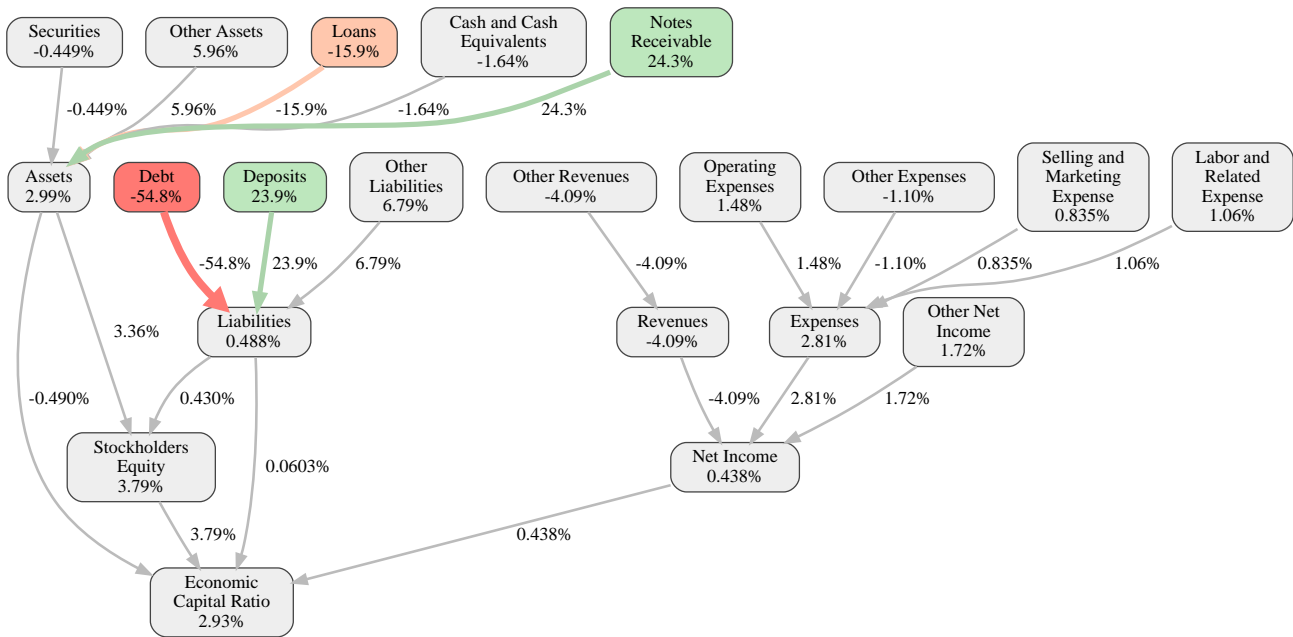 Securities
-0.449%
Other Assets
5.96%
Loans
-15.9%
Cash and Cash
Equivalents
-1.64%
Notes
Receivable
24.3%
-0.449%
5.96%
-15.9%
-1.64%
24.3%
Assets
2.99%
Debt
-54.8%
Deposits
23.9%
Other
Liabilities
6.79%
Other Revenues
-4.09%
Operating
Expenses
1.48%
Other Expenses
-1.10%
Selling and
Marketing
Expense
0.835%
Labor and
Related
Expense
1.06%
-54.8%
23.9%
6.79%
-4.09%
1.48%
-1.10%
0.835%
1.06%
3.36%
Liabilities
0.488%
Revenues
-4.09%
Expenses
2.81%
Other Net
Income
1.72%
-0.490%
0.430%
-4.09%
2.81%
1.72%
Stockholders
Equity
3.79%
0.0603%
Net Income
0.438%
3.79%
0.438%
Economic
Capital Ratio
2.93%